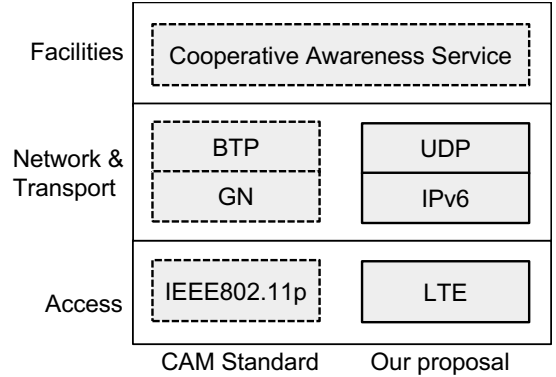 Facilities
Cooperative Awareness Service
Network &
Transport
BTP
UDP
GN
IPv6
Access
IEEE802.11p
LTE
CAM Standard
Our proposal